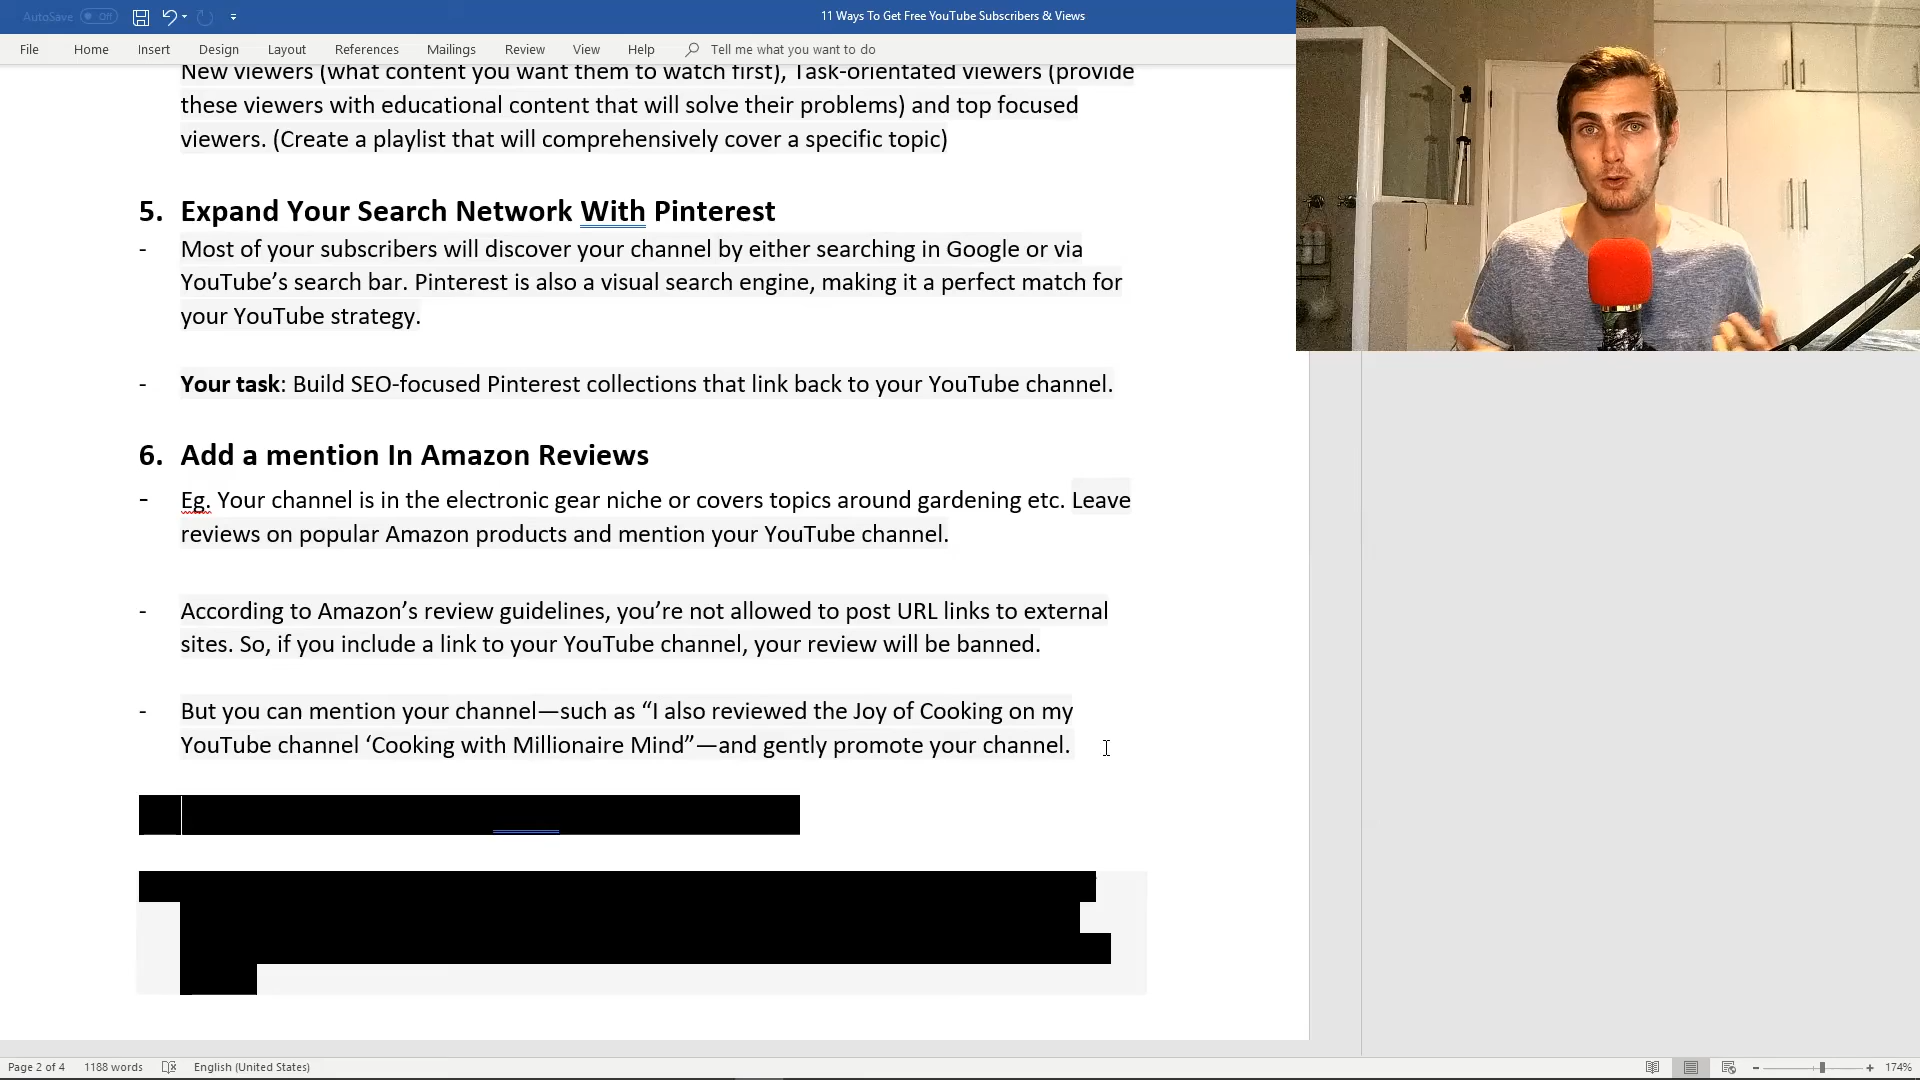 AutoSave Off
11 Ways To Get Free YouTube Subscribers & Views
File Home Insert Design Layout References Mailings Review View Help Tell me what you want to do
New viewers (what content you want them to watch first), Task-orientated viewers (provide
these viewers with educational content that will solve their problems) and top focused
viewers. (Create a playlist that will comprehensively cover a specific topic)
5. Expand Your Search Network With Pinterest
- Most of your subscribers will discover your channel by either searching in Google or via
YouTube’s search bar. Pinterest is also a visual search engine, making it a perfect match for
your YouTube strategy.
- Your task: Build SEO-focused Pinterest collections that link back to your YouTube channel.
6. Add a mention In Amazon Reviews
- Eg. Your channel is in the electronic gear niche or covers topics around gardening etc. Leave
reviews on popular Amazon products and mention your YouTube channel.
- According to Amazon’s review guidelines, you’re not allowed to post URL links to external
sites. So, if you include a link to your YouTube channel, your review will be banned.
- But you can mention your channel—such as “I also reviewed the Joy of Cooking on my
YouTube channel ‘Cooking with Millionaire Mind”—and gently promote your channel.
Page 2 of 4 1188 words English (United States) 174%